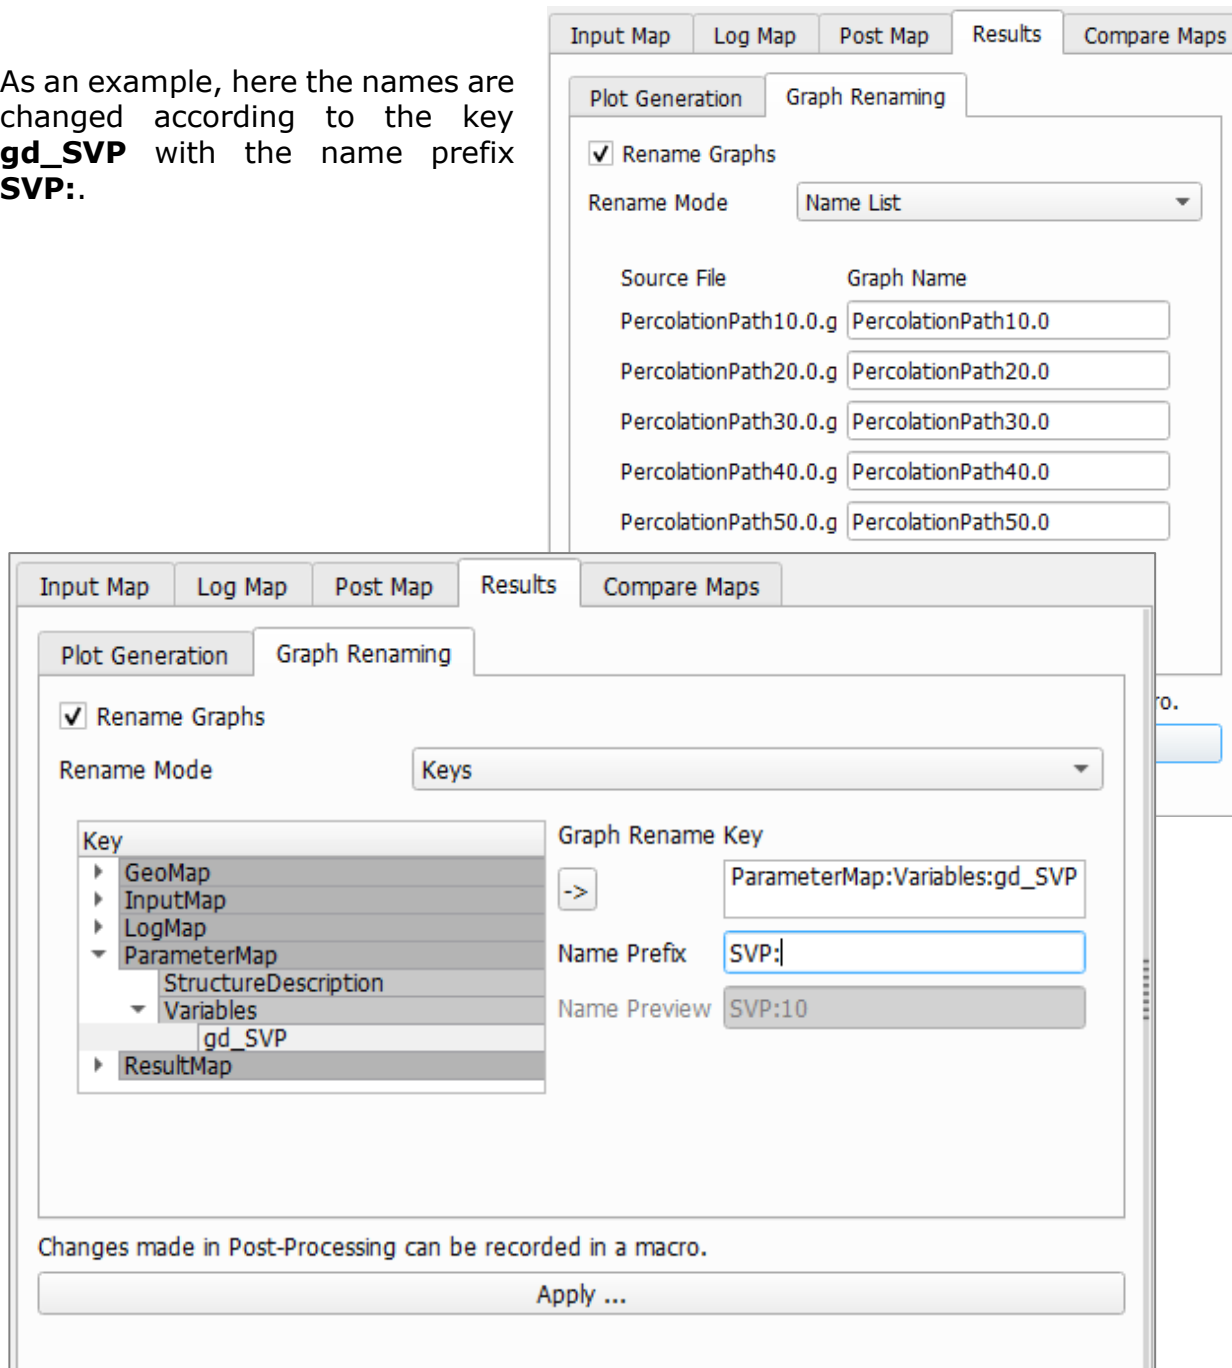 As an example, here the names are
changed according to the key
gd_SVP with the name prefix
SVP:.
Input Map Log Map Post Map Results Compare Maps
Plot Generation Graph Renaming
Rename Graphs
Rename Mode Name List
Source File Graph Name
PercolationPath10.0.g PercolationPath10.0
PercolationPath20.0.g PercolationPath20.0
PercolationPath30.0.g PercolationPath30.0
PercolationPath40.0.g PercolationPath40.0
PercolationPath50.0.g PercolationPath50.0
ro.
Input Map Log Map Post Map Results Compare Maps
Plot Generation Graph Renaming
Rename Graphs
Rename Mode Keys
Key
GeoMap
InputMap
LogMap
ParameterMap
StructureDescription
Variables
gd_SVP
ResultMap
Graph Rename Key
-> ParameterMap:Variables:gd_SVP
Name Prefix SVP:
Name Preview SVP:10
Changes made in Post-Processing can be recorded in a macro.
Apply ...